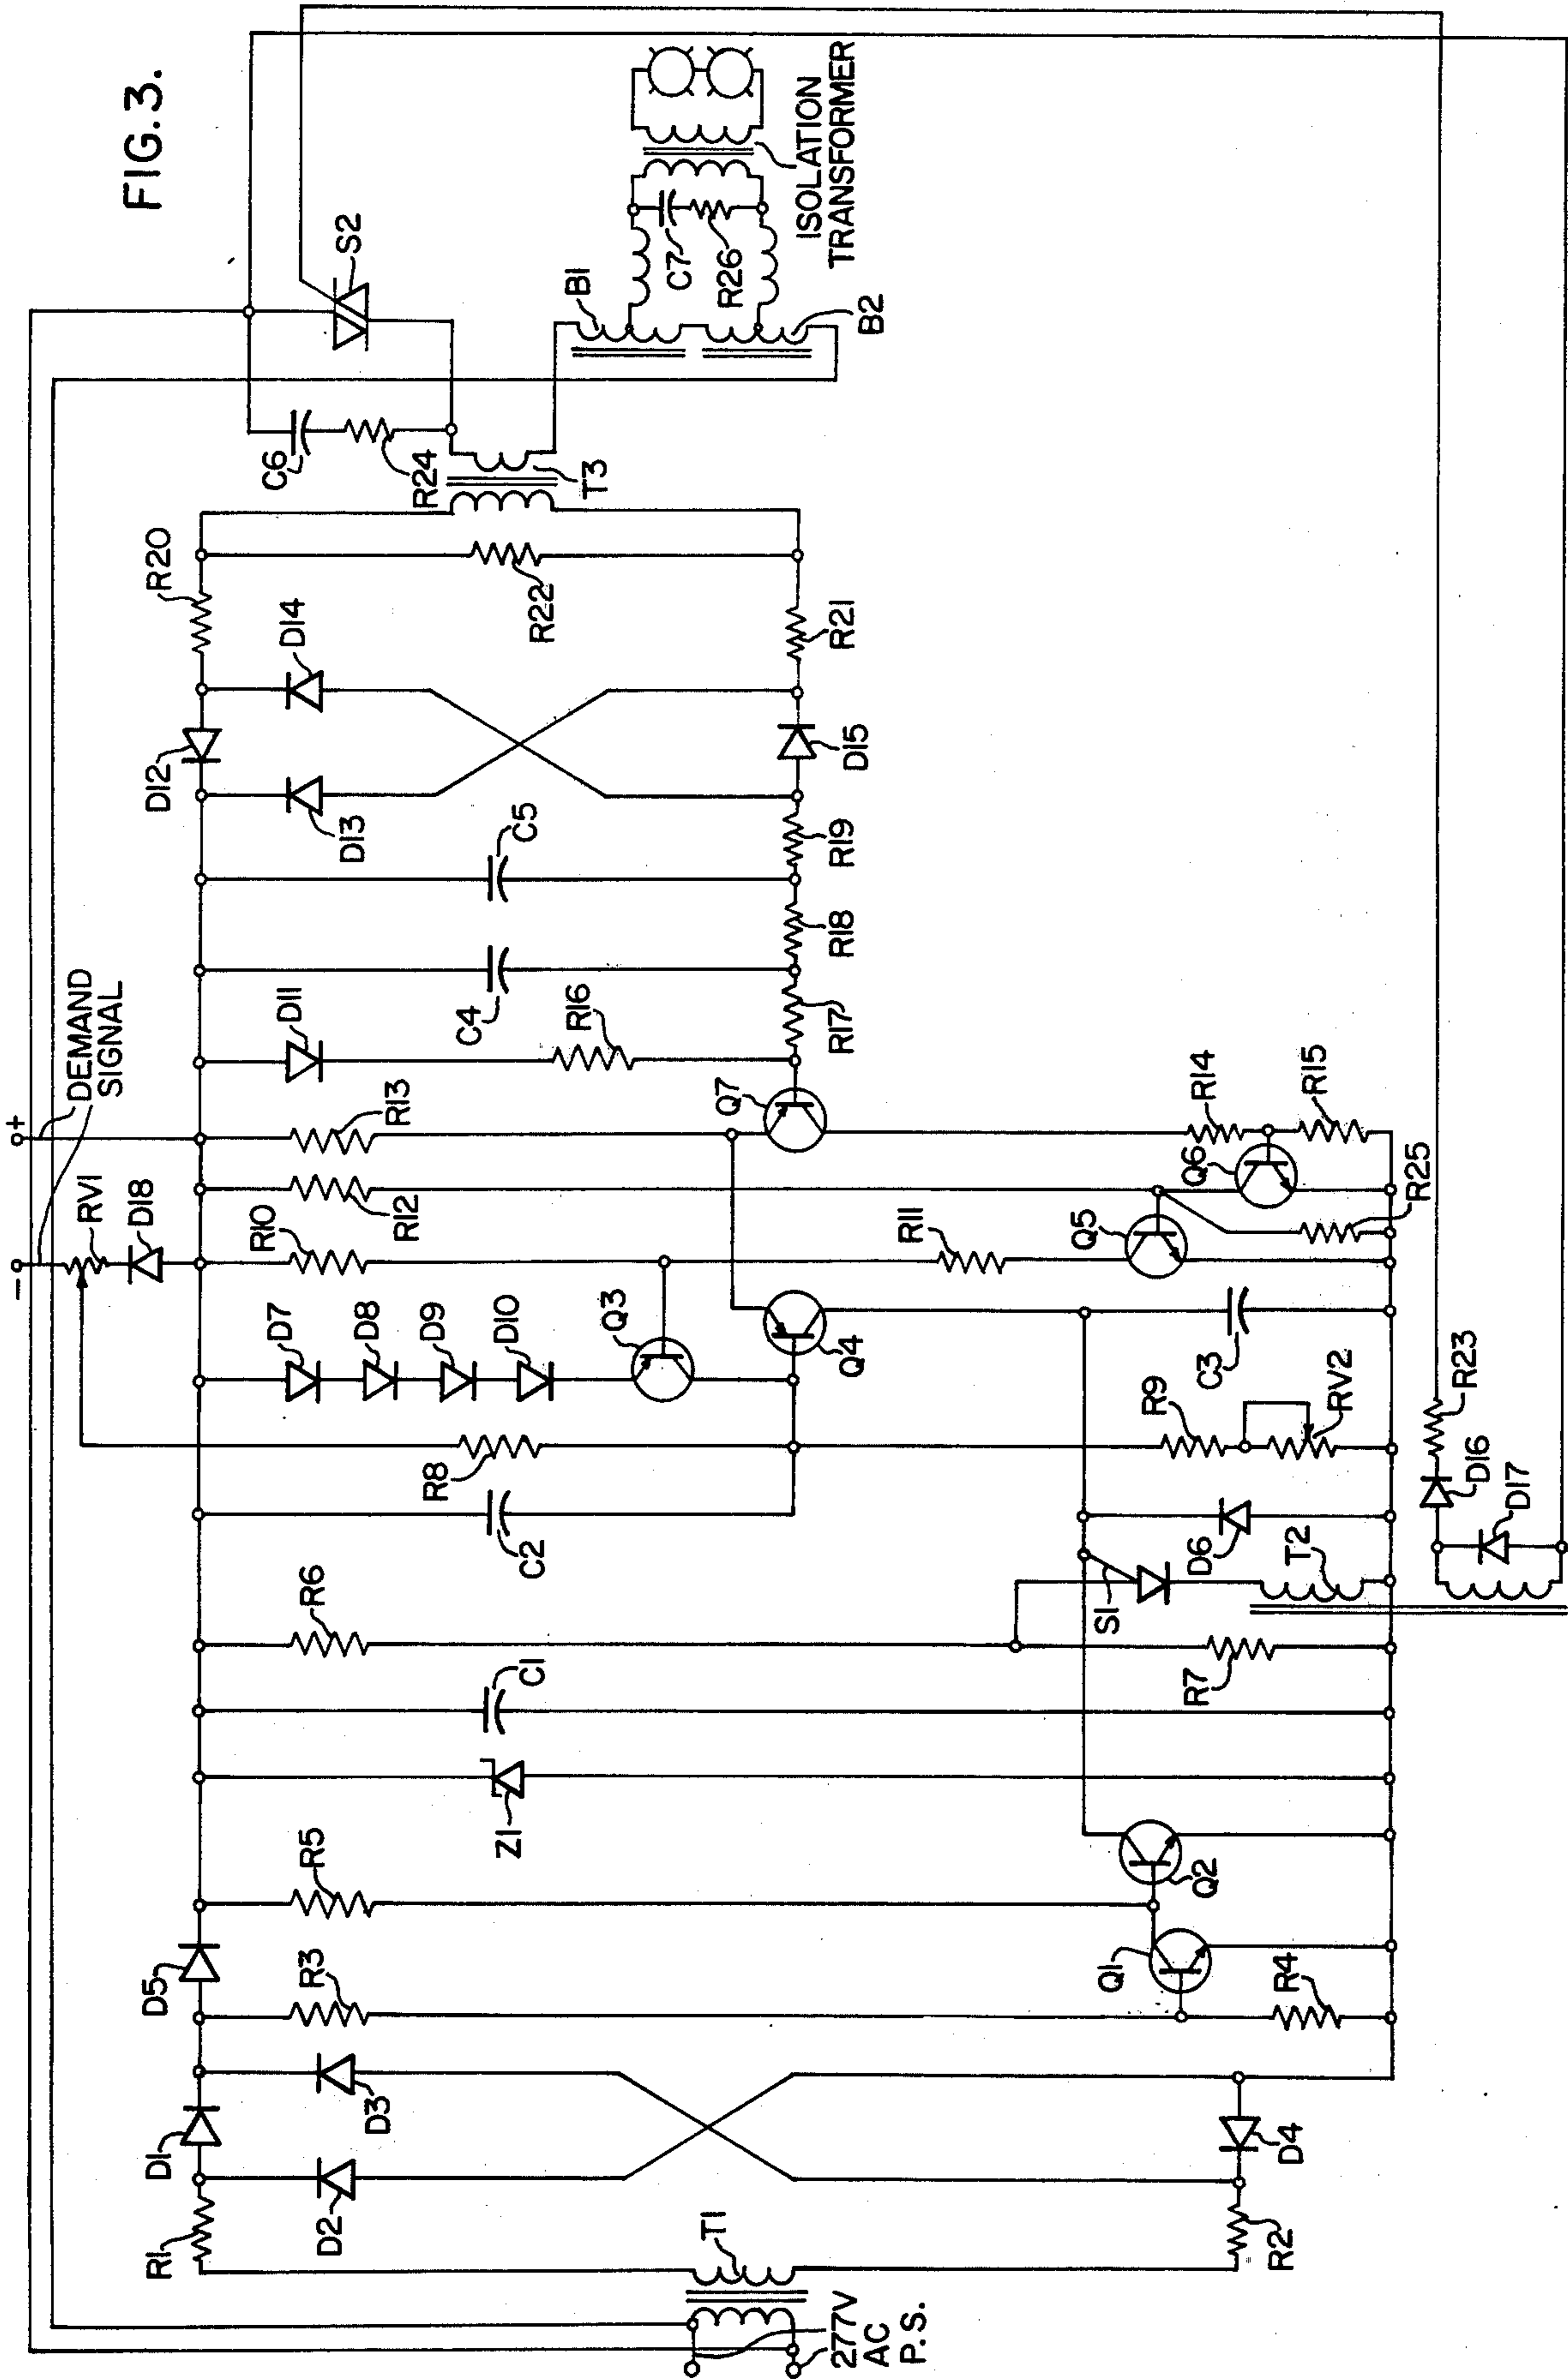 FIG.3.
S2
C6
R24
T3
B1
B2
C7
R26
ISOLATION
TRANSFORMER
R20
R22
R21
D14
D12
D13
D15
R19
C5
R18
C4
D11
R16
R17
DEMAND
SIGNAL
+
−
RV1
D18
R13
R12
R10
Q7
R14
R15
Q6
R25
R11
Q5
D7
D8
D9
D10
Q3
Q4
C3
R8
R9
RV2
R23
D16
D17
C2
D6
T2
S1
R6
R7
C1
Z1
R5
Q2
D5
R3
Q1
R4
D1
D3
D2
D4
R1
T1
R2
277V
AC
P.S.